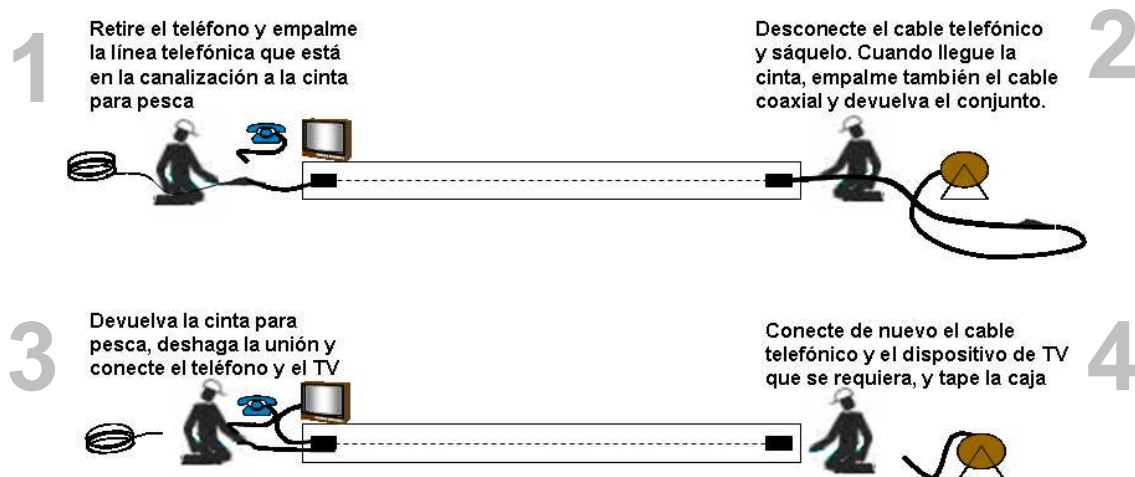 1
Retire el teléfono y empalme
la línea telefónica que está
en la canalización a la cinta
para pesca
2
Desconecte el cable telefónico
y sáquelo. Cuando llegue la
cinta, empalme también el cable
coaxial y devuelva el conjunto.
3
Devuelva la cinta para
pesca, deshaga la unión y
conecte el teléfono y el TV
4
Conecte de nuevo el cable
telefónico y el dispositivo de TV
que se requiera, y tape la caja